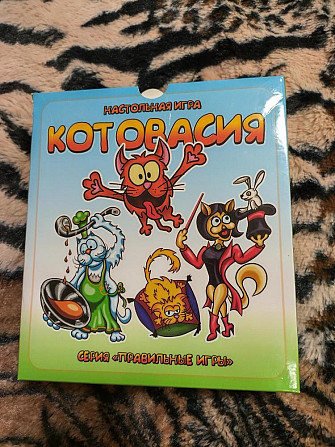 НАСТОЛЬНАЯ ИГРА
КОТОВАСИЯ
СЕРИЯ «ПРАВИЛЬНЫЕ ИГРЫ»